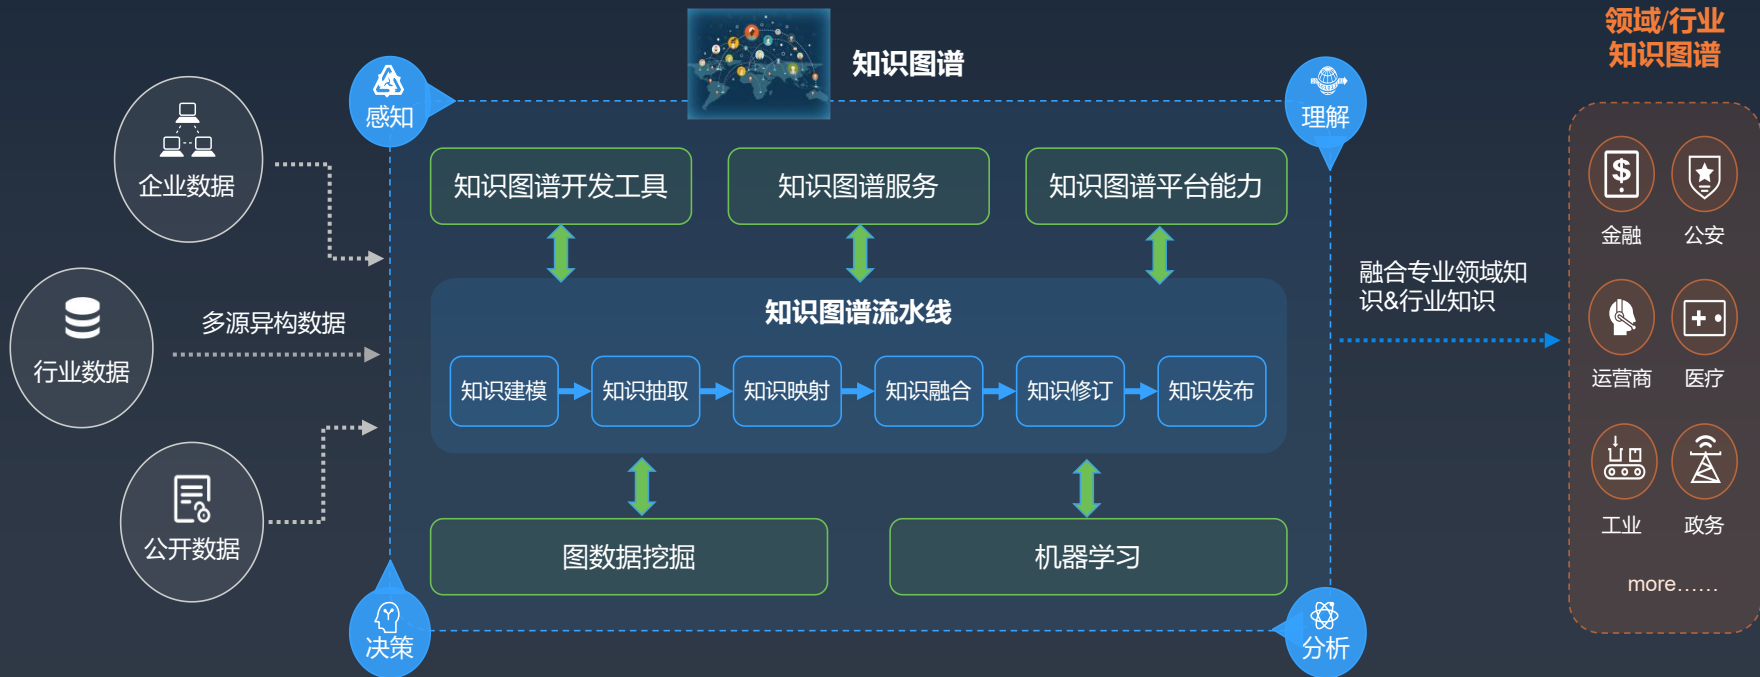 知识图谱
领域/行业
知识图谱
感知
理解
企业数据
行业数据
公开数据
多源异构数据
知识图谱开发工具
知识图谱服务
知识图谱平台能力
知识图谱流水线
知识建模
知识抽取
知识映射
知识融合
知识修订
知识发布
图数据挖掘
机器学习
决策
分析
融合专业领域知
识&行业知识
金融
公安
运营商
医疗
工业
政务
more……